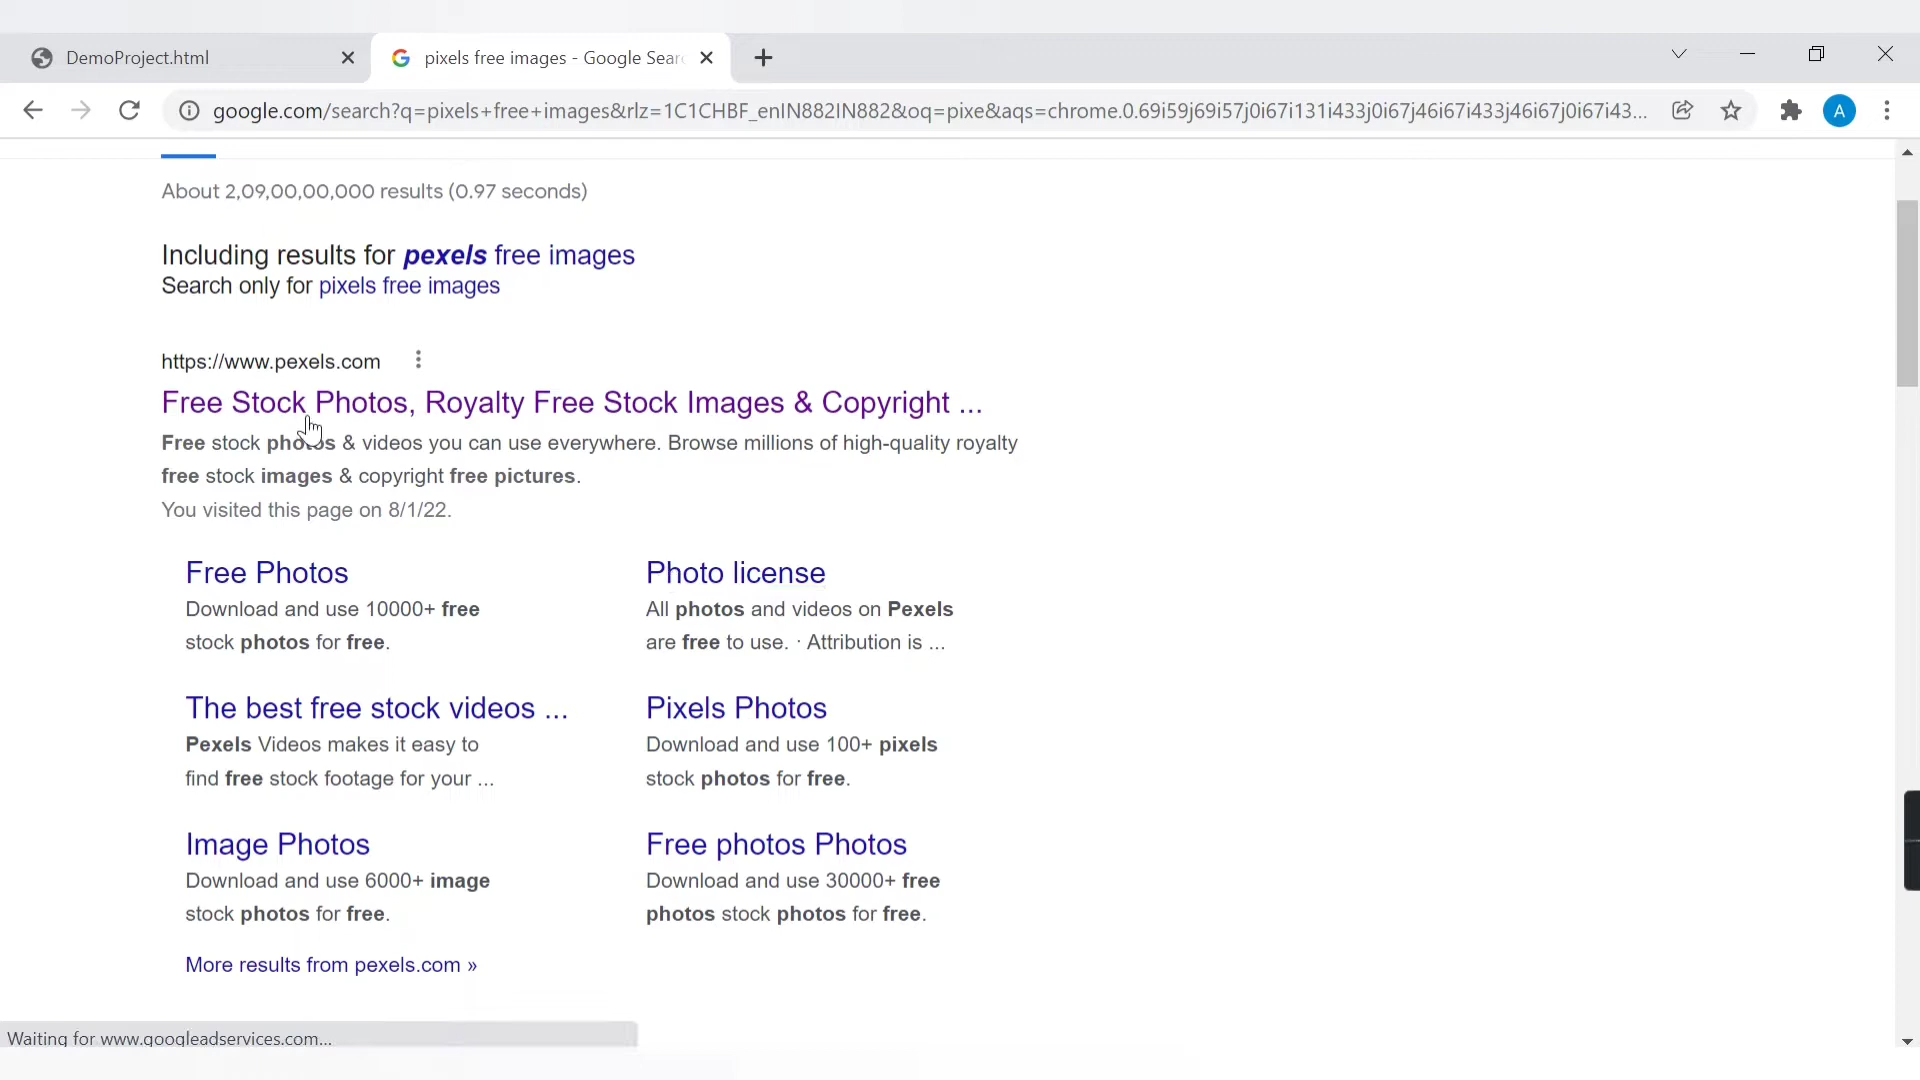 DemoProject.html
pixels free images - Google Sear
google.com/search?q=pixels+free+images&rlz=1C1CHBF_enIN882IN882&oq=pixe&aqs=chrome.0.69i59j69i57j0i67i131i433j0i67j46i67i433j46i67j0i67i43...
A
About 2,09,00,00,000 results (0.97 seconds)
Including results for pexels free images
Search only for pixels free images
https://www.pexels.com
Free Stock Photos, Royalty Free Stock Images & Copyright ...
Free stock photos & videos you can use everywhere. Browse millions of high-quality royalty
free stock images & copyright free pictures.
You visited this page on 8/1/22.
Free Photos
Download and use 10000+ free
stock photos for free.
Photo license
All photos and videos on Pexels
are free to use. · Attribution is ...
The best free stock videos ...
Pexels Videos makes it easy to
find free stock footage for your ...
Pixels Photos
Download and use 100+ pixels
stock photos for free.
Image Photos
Download and use 6000+ image
stock photos for free.
Free photos Photos
Download and use 30000+ free
photos stock photos for free.
More results from pexels.com »
Waiting for www.googleadservices.com...